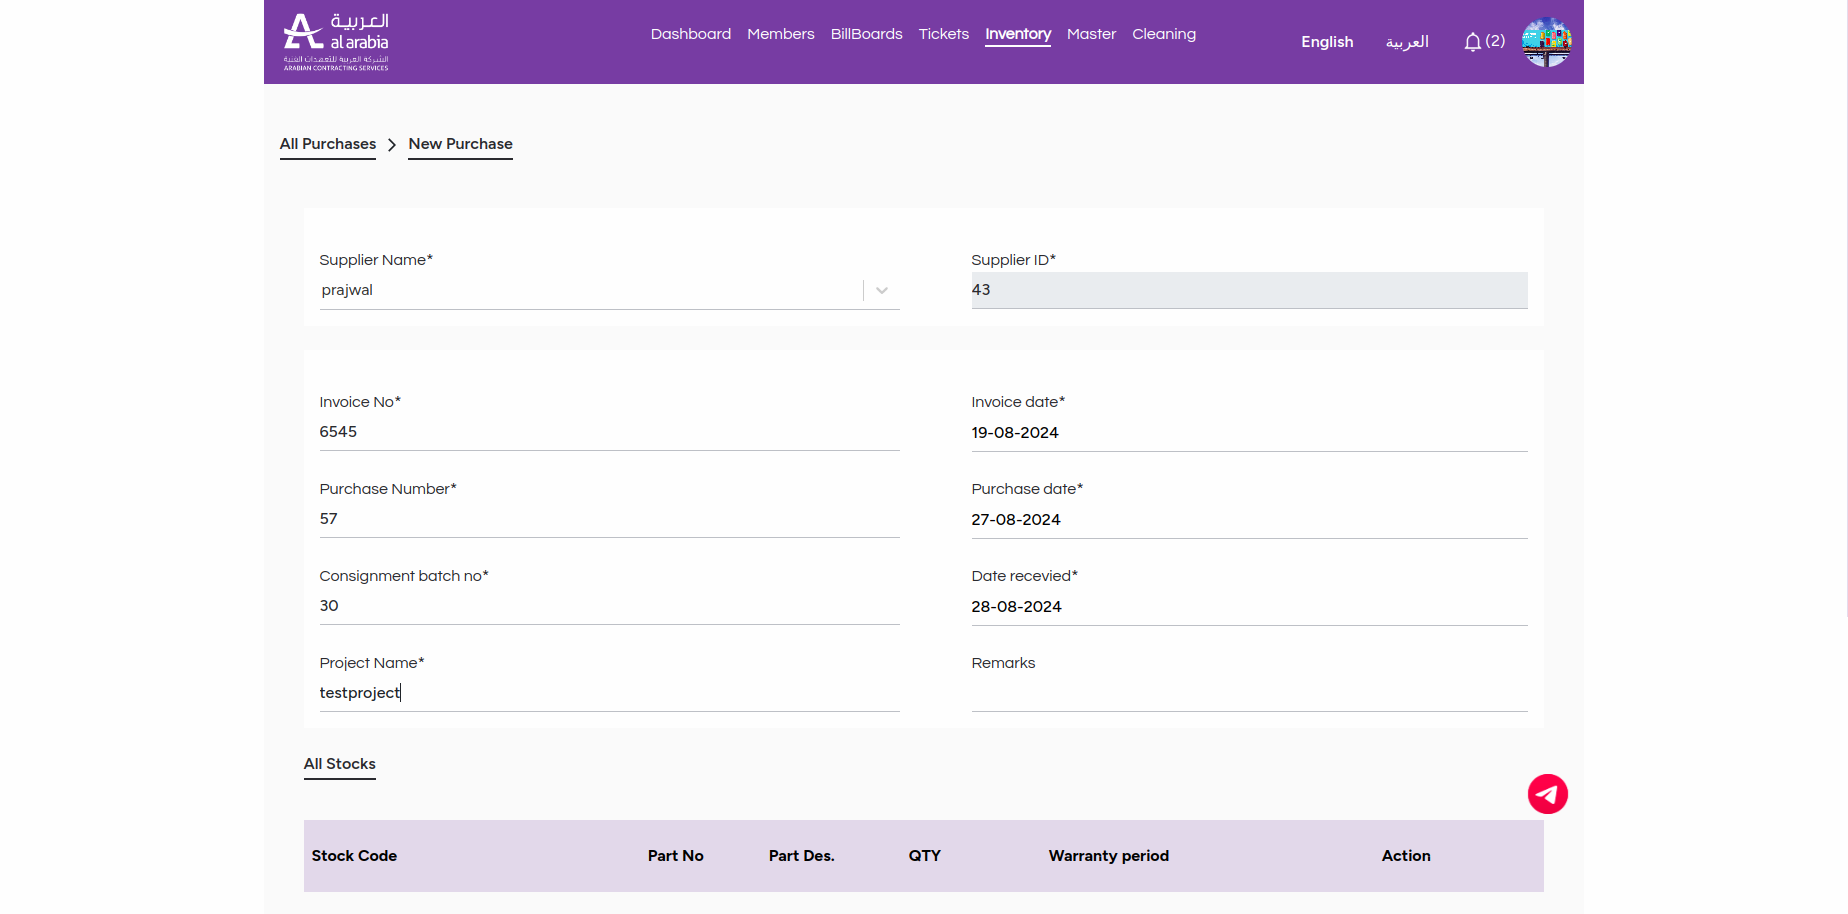 العربية
al arabia
الشركة العربية للتعهدات الفنية
ARABIAN CONTRACTING SERVICES
Dashboard Members BillBoards Tickets Inventory Master Cleaning
English العربية (2)
All Purchases New Purchase
Supplier Name* Supplier ID*
prajwal 43
Invoice No* Invoice date*
6545 19-08-2024
Purchase Number* Purchase date*
57 27-08-2024
Consignment batch no* Date recevied*
30 28-08-2024
Project Name* Remarks
testproject
All Stocks
Stock Code Part No Part Des. QTY Warranty period Action